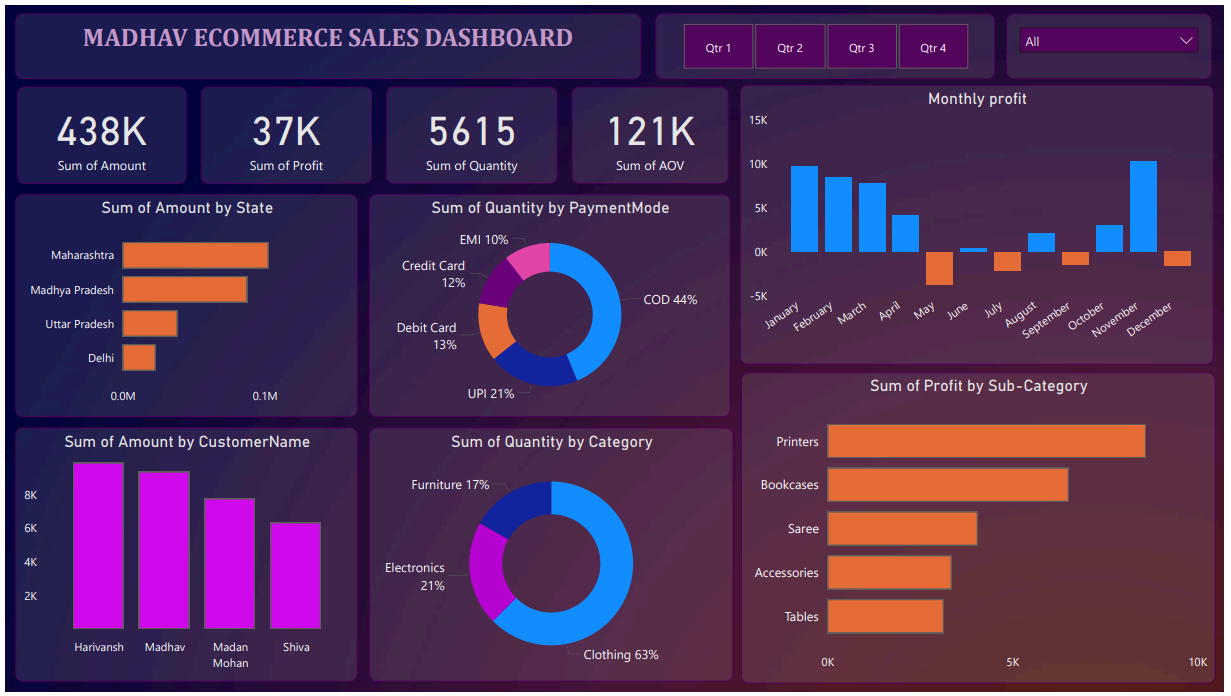 MADHAV ECOMMERCE SALES DASHBOARD
Qtr 1
Qtr 2
Qtr 3
Qtr 4
All
438K
Sum of Amount
37K
Sum of Profit
5615
Sum of Quantity
121K
Sum of AOV
Monthly profit
15K
10K
5K
0K
-5K
January
February
March
April
May
June
July
August
September
October
November
December
Sum of Amount by State
Maharashtra
Madhya Pradesh
Uttar Pradesh
Delhi
0.0M
0.1M
Sum of Quantity by PaymentMode
EMI 10%
Credit Card
12%
Debit Card
13%
UPI 21%
COD 44%
Sum of Profit by Sub-Category
Printers
Bookcases
Saree
Accessories
Tables
0K
5K
10K
Sum of Amount by CustomerName
8K
6K
4K
2K
Harivansh
Madhav
Madan
Mohan
Shiva
Sum of Quantity by Category
Furniture 17%
Electronics
21%
Clothing 63%